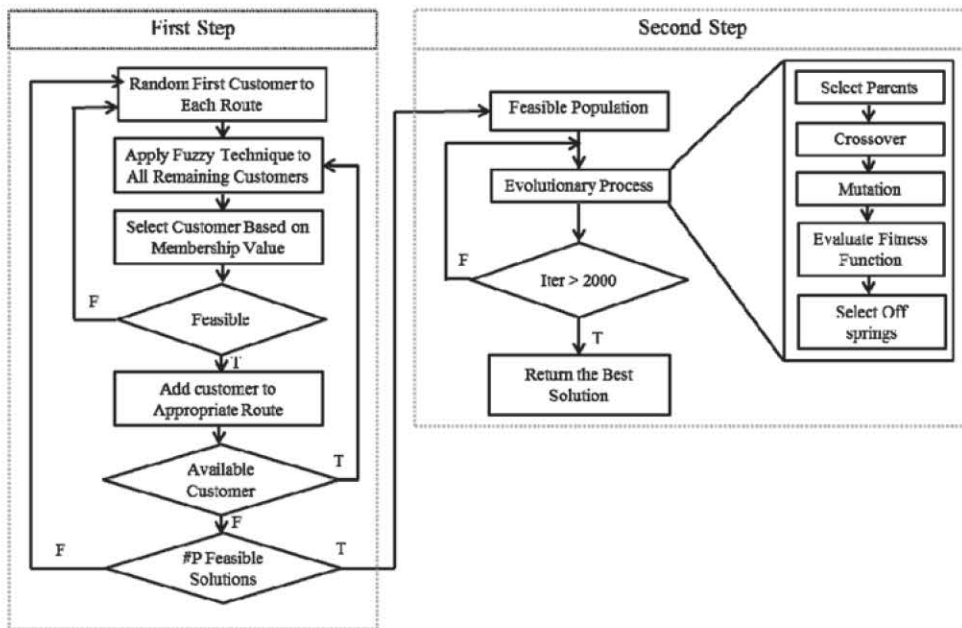 First Step
Random First Customer to
Each Route
Apply Fuzzy Technique to
All Remaining Customers
Select Customer Based on
Membership Value
F
Feasible
T
Add customer to
Appropriate Route
Available
Customer
T
F
#P Feasible
Solutions
F
T
Second Step
Feasible Population
Evolutionary Process
F
Iter > 2000
T
Return the Best
Solution
Select Parents
Crossover
Mutation
Evaluate Fitness
Function
Select Off
springs